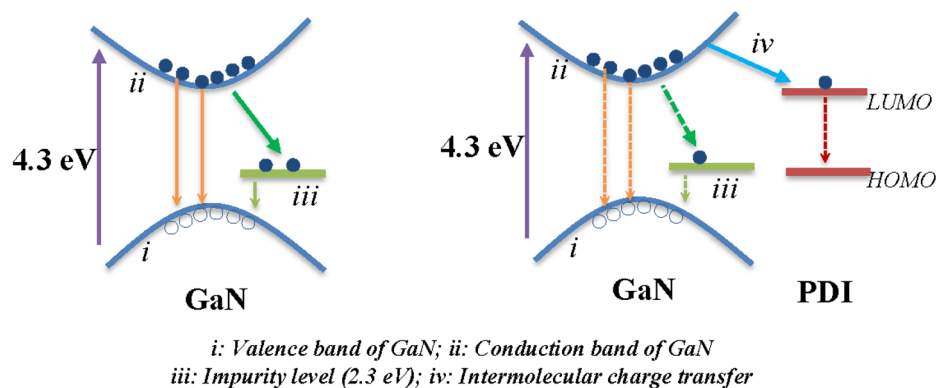 ii
4.3 eV
iii
i
GaN
ii
iv
4.3 eV
LUMO
HOMO
iii
i
GaN
PDI
i: Valence band of GaN; ii: Conduction band of GaN
iii: Impurity level (2.3 eV); iv: Intermolecular charge transfer